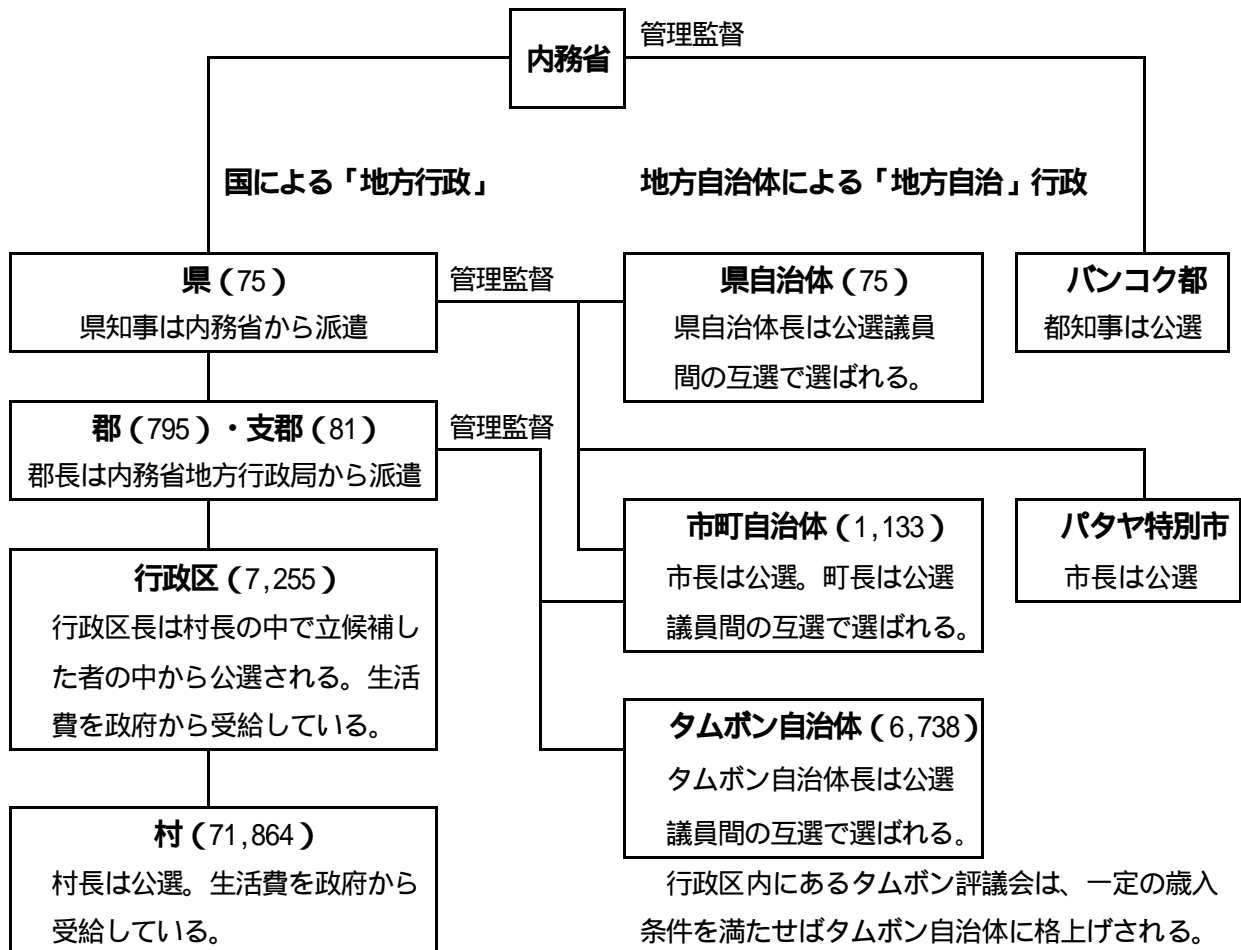 内務省
管理監督
国による「地方行政」
地方自治体による「地方自治」行政
県(75)
県知事は内務省から派遣
管理監督
県自治体(75)
県自治体長は公選議員
間の互選で選ばれる。
バンコク都
都知事は公選
郡(795)・支郡(81)
郡長は内務省地方行政局から派遣
管理監督
市町自治体(1,133)
市長は公選。町長は公選
議員間の互選で選ばれる。
パタヤ特別市
市長は公選
行政区(7,255)
行政区長は村長の中で立候補し
た者の中から公選される。生活
費を政府から受給している。
タムボン自治体(6,738)
タムボン自治体長は公選
議員間の互選で選ばれる。
村(71,864)
村長は公選。生活費を政府から
受給している。
行政区内にあるタムボン評議会は、一定の歳入
条件を満たせばタムボン自治体に格上げされる。